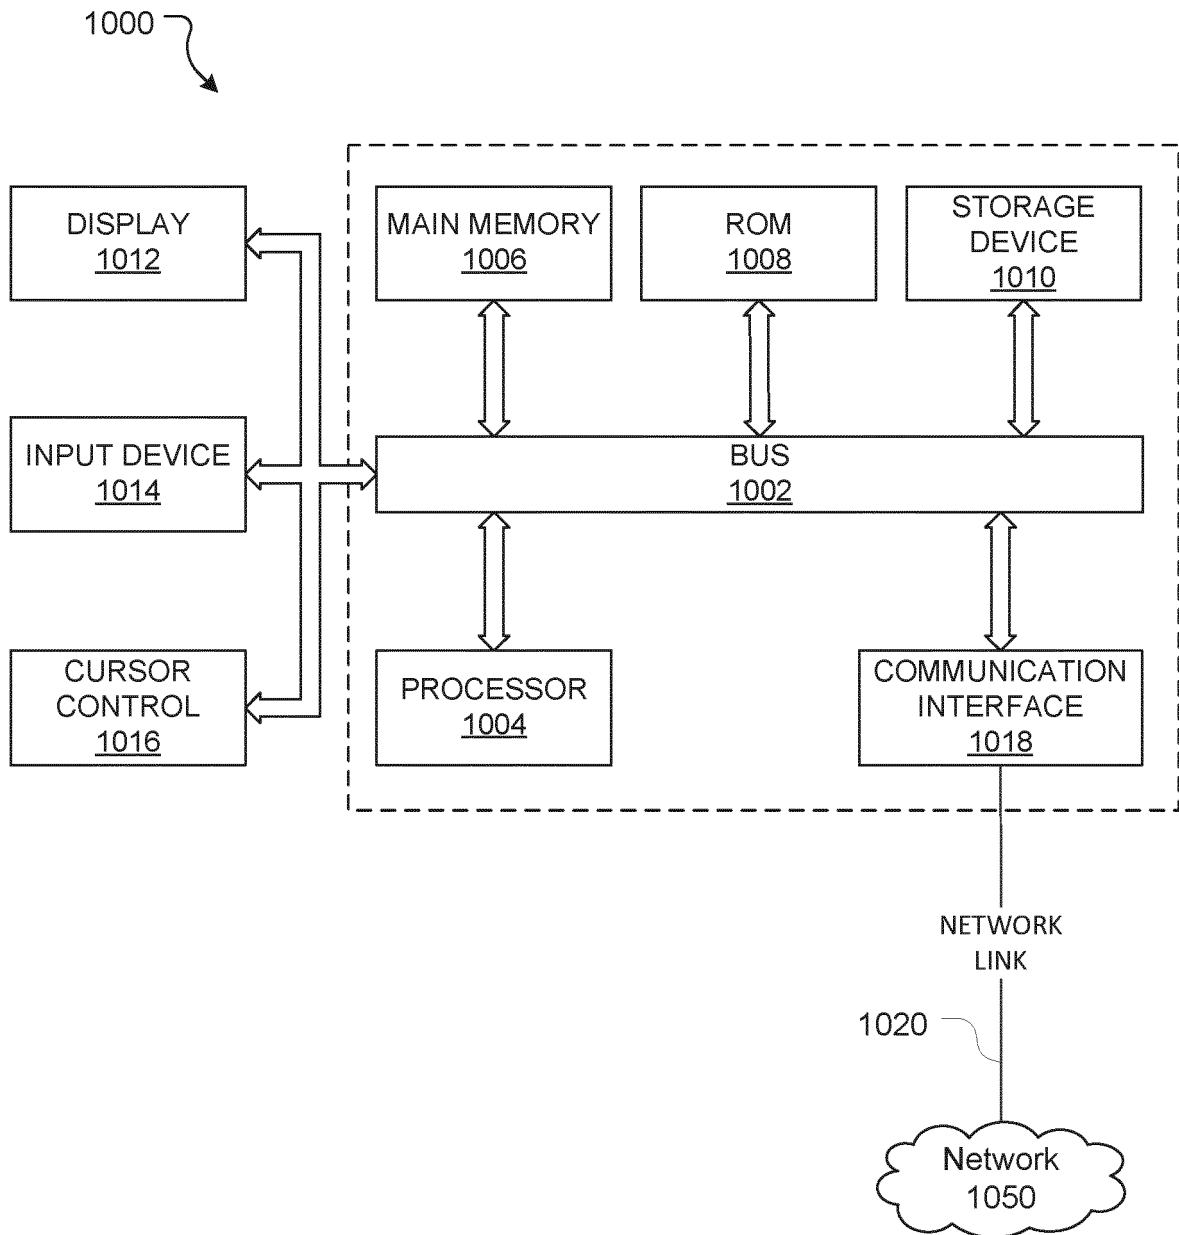 1000
DISPLAY
1012
MAIN MEMORY
1006
ROM
1008
STORAGE
DEVICE
1010
INPUT DEVICE
1014
BUS
1002
CURSOR
CONTROL
1016
PROCESSOR
1004
COMMUNICATION
INTERFACE
1018
NETWORK
LINK
1020
Network
1050